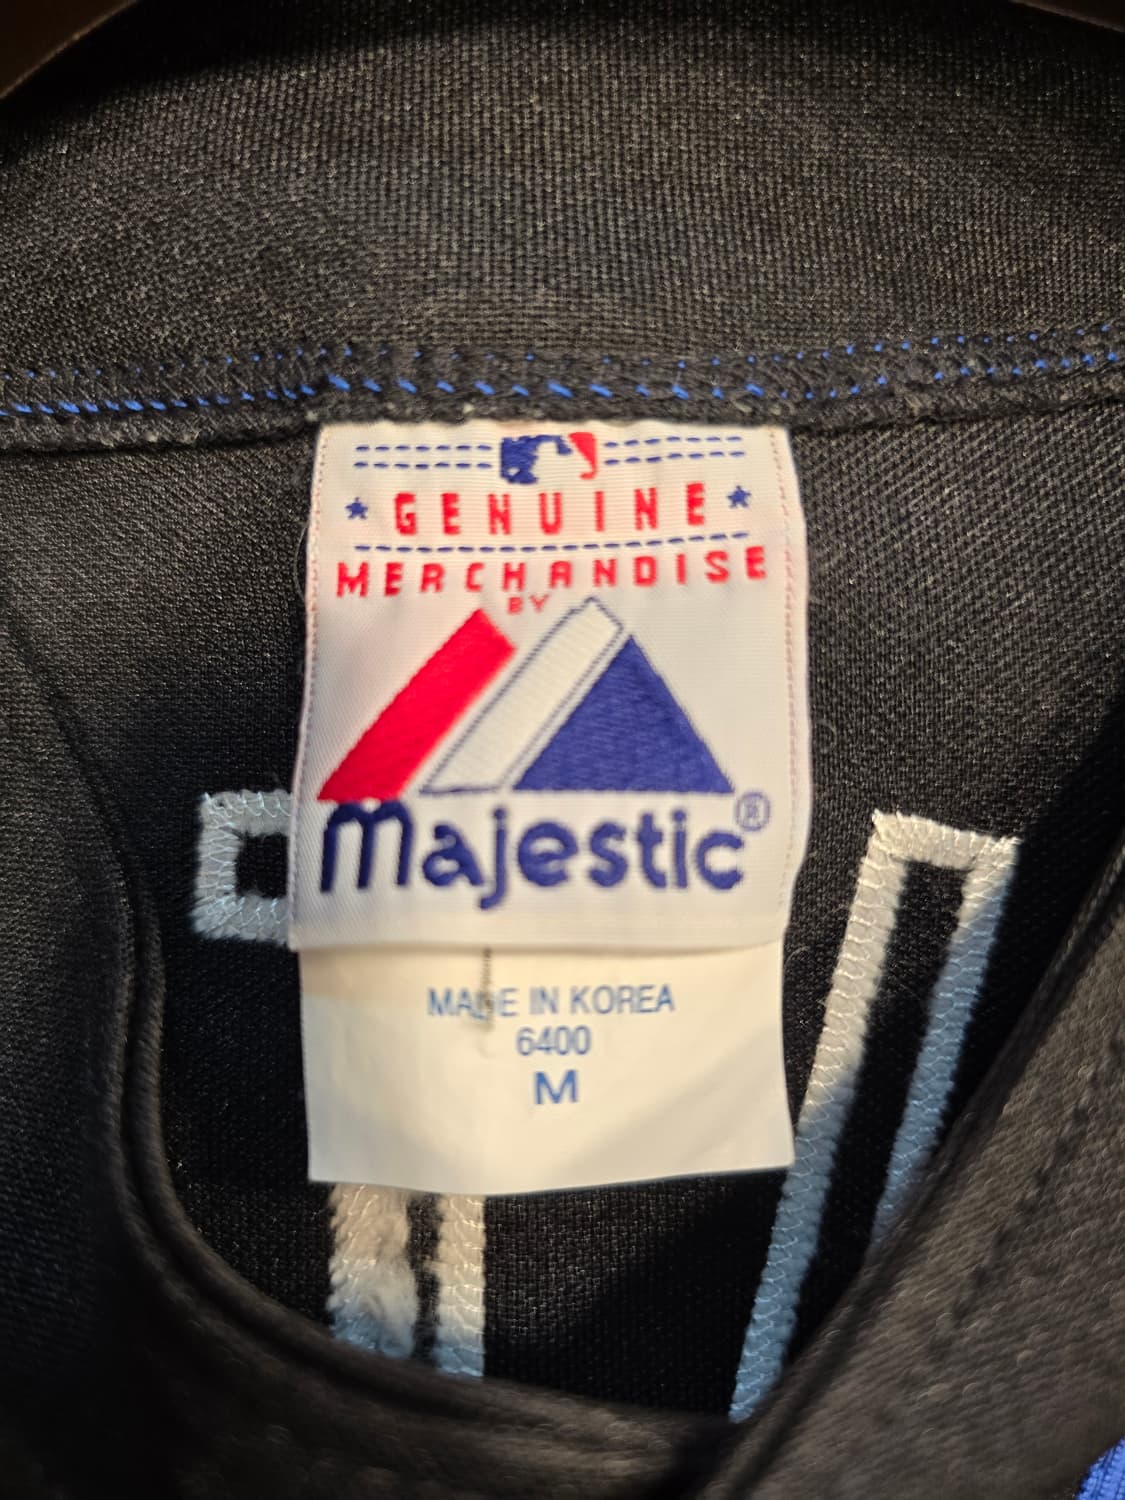 GENUINE
MERCHANDISE
BY
Majestic®
MADE IN KOREA
6400
M